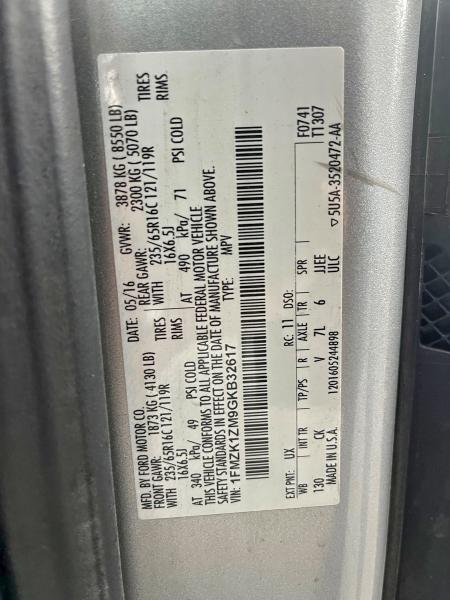 MFD. BY FORD MOTOR CO.
DATE: 05/16 GVWR: 3878 KG ( 8550 LB)
FRONT GAWR: 1873 KG ( 4130 LB) REAR GAWR: 2300 KG ( 5070 LB)
WITH 235/65R16C 121/119R TIRES WITH 235/65R16C 121/119R TIRES
16X6.5J RIMS 16X6.5J RIMS
AT 340 kPa/ 49 PSI COLD AT 490 kPa/ 71 PSI COLD
THIS VEHICLE CONFORMS TO ALL APPLICABLE FEDERAL MOTOR VEHICLE
SAFETY STANDARDS IN EFFECT ON THE DATE OF MANUFACTURE SHOWN ABOVE.
VIN: 1FMZK1ZM9GKB32617 TYPE: MPV
F0741
T1307
EXT PNT: UX RC: 11 DSO:
WB INT TR TP/PS R AXLE TR SPR
130 CK V 7L 6 JJEE
MADE IN U.S.A. 120160524489B ULC
▽5U5A-3520472-AA